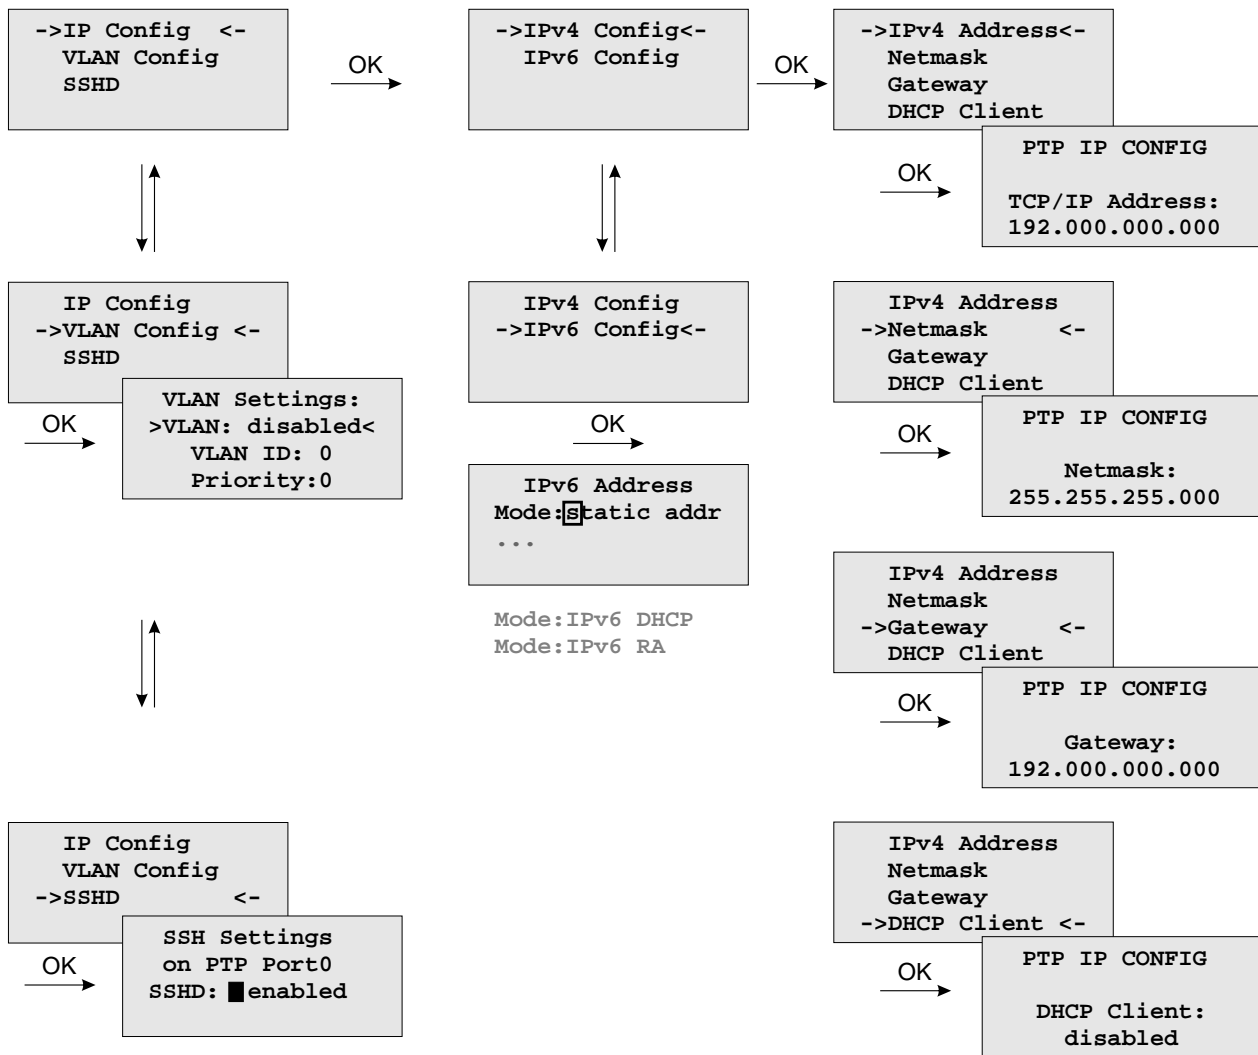 ->IP Config <-
VLAN Config
SSHD
OK
->IPv4 Config<-
IPv6 Config
OK
->IPv4 Address<-
Netmask
Gateway
DHCP Client
OK
PTP IP CONFIG
TCP/IP Address:
192.000.000.000
IP Config
->VLAN Config <-
SSHD
OK
VLAN Settings:
>VLAN: disabled<
VLAN ID: 0
Priority:0
IPv4 Config
->IPv6 Config<-
OK
IPv6 Address
Mode:static addr
...
Mode:IPv6 DHCP
Mode:IPv6 RA
IPv4 Address
->Netmask <-
Gateway
DHCP Client
OK
PTP IP CONFIG
Netmask:
255.255.255.000
IPv4 Address
Netmask
->Gateway <-
DHCP Client
OK
PTP IP CONFIG
Gateway:
192.000.000.000
IP Config
VLAN Config
->SSHD <-
OK
SSH Settings
on PTP Port0
SSHD: enabled
IPv4 Address
Netmask
Gateway
->DHCP Client <-
OK
PTP IP CONFIG
DHCP Client:
disabled